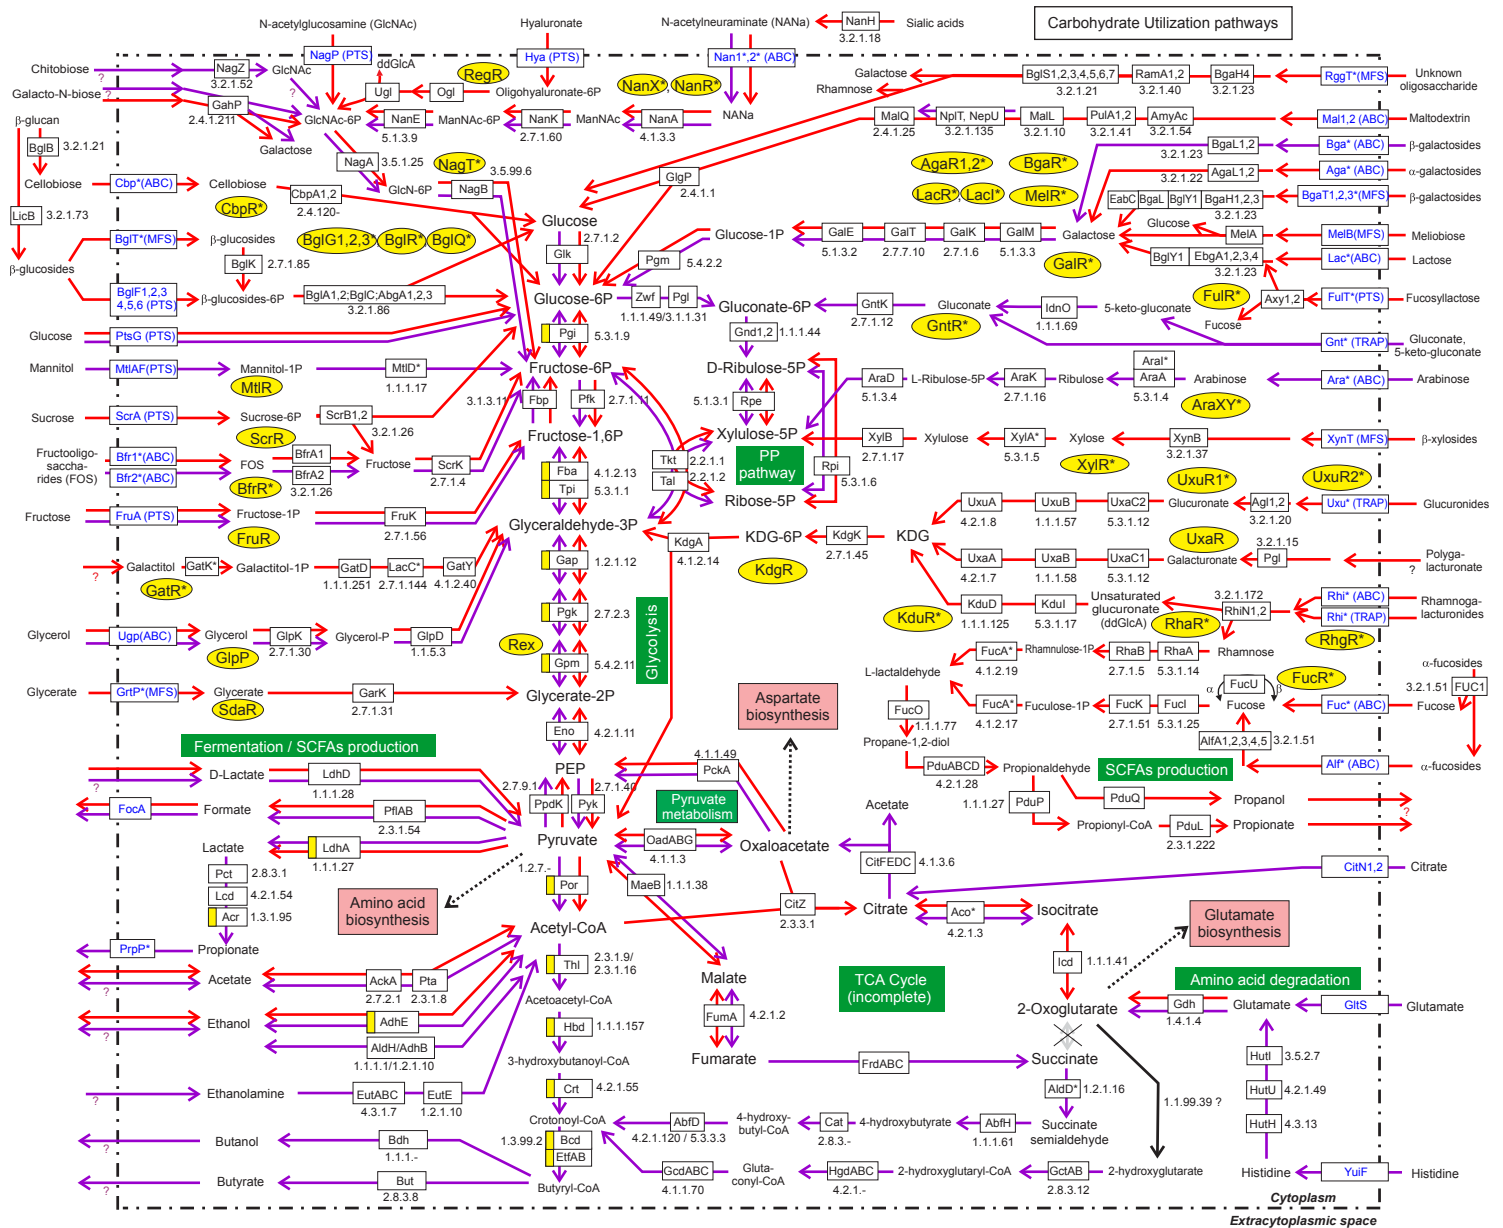 Carbohydrate Utilization pathways
N-acetylglucosamine (GlcNAc)
Hyaluronate
N-acetylneuraminate (NANa)
NanH
3.2.1.18
Sialic acids
NagP (PTS)
Hya (PTS)
Nan1*,2* (ABC)
Chitobiose
?
NagZ
3.2.1.52
GlcNAc
?
ddGlcA
Ugl
Ogl
RegR
Oligohyaluronate-6P
NanX*, NanR*
Galacto-N-biose
?
GahP
2.4.1.211
GlcNAc-6P
NanE
5.1.3.9
ManNAc-6P
NanK
2.7.1.60
ManNAc
NanA
4.1.3.3
NANa
Galactose
Galactose
Rhamnose
BglS1,2,3,4,5,6,7
3.2.1.21
RamA1,2
3.2.1.40
BgaH4
3.2.1.23
RggT*(MFS)
Unknown
oligosaccharide
MalQ
2.4.1.25
NplT, NepU
3.2.1.135
MalL
3.2.1.10
PulA1,2
3.2.1.41
AmyAc
3.2.1.54
Mal1,2 (ABC)
Maltodextrin
β-glucan
BglB
3.2.1.21
Cellobiose
LicB
3.2.1.73
β-glucosides
Cbp*(ABC)
Cellobiose
CbpR*
CbpA1,2
2.4.120-
NagA
3.5.1.25
GlcN-6P
NagT*
3.5.99.6
NagB
GlgP
2.4.1.1
AgaR1,2*
BgaR*
LacR*, LacI*
MelR*
BgaL1,2
3.2.1.23
Bga* (ABC)
β-galactosides
AgaL1,2
3.2.1.22
Aga* (ABC)
α-galactosides
EabC
BgaL
BglY1
BgaH1,2,3
3.2.1.23
BgaT1,2,3*(MFS)
β-galactosides
BglT*(MFS)
β-glucosides
BglK
2.7.1.85
BglG1,2,3*
BglR*
BglQ*
Glucose
Glk
2.7.1.2
Glucose-1P
Pgm
5.4.2.2
GalE
5.1.3.2
GalT
2.7.7.10
GalK
2.7.1.6
GalM
5.1.3.3
Galactose
GalR*
Glucose
MelA
MelB(MFS)
Meliobiose
BglY1
EbgA1,2,3,4
3.2.1.23
Lac*(ABC)
Lactose
BglF1,2,3
4,5,6 (PTS)
β-glucosides-6P
BglA1,2;BglC;AbgA1,2,3
3.2.1.86
Glucose-6P
Zwf
Pgl
1.1.1.49/3.1.1.31
Gluconate-6P
GntK
2.7.1.12
Gluconate
GntR*
IdnO
1.1.1.69
5-keto-gluconate
FulR*
Axy1,2
Fucose
FulT*(PTS)
Fucosyllactose
Glucose
PtsG (PTS)
Pgi
5.3.1.9
Gnd1,2
1.1.1.44
Gnt* (TRAP)
Gluconate,
5-keto-gluconate
Mannitol
MtlAF(PTS)
Mannitol-1P
MtlR
MtlD*
1.1.1.17
Fructose-6P
D-Ribulose-5P
AraD
5.1.3.4
L-Ribulose-5P
AraK
2.7.1.16
Ribulose
AraI*
AraA
5.3.1.4
Arabinose
AraXY*
Ara* (ABC)
Arabinose
3.1.3.11
Fbp
Pfk
2.7.1.11
5.1.3.1
Rpe
Sucrose
ScrA (PTS)
Sucrose-6P
ScrR
ScrB1,2
3.2.1.26
Fructose-1,6P
Xylulose-5P
PP
pathway
Rpi
5.3.1.6
XylB
2.7.1.17
Xylulose
XylA*
5.3.1.5
Xylose
XylR*
XynB
3.2.1.37
XynT (MFS)
β-xylosides
Fructooligo-
saccha-
rides (FOS)
Bfr1*(ABC)
Bfr2*(ABC)
FOS
BfrR*
BfrA1
BfrA2
3.2.1.26
Fructose
ScrK
2.7.1.4
Fba
Tpi
4.1.2.13
5.3.1.1
Tkt
Tal
2.2.1.1
2.2.1.2
Ribose-5P
UxuR1*
UxuR2*
Fructose
FruA (PTS)
Fructose-1P
FruR
FruK
2.7.1.56
Glyceraldehyde-3P
UxuA
4.2.1.8
UxuB
1.1.1.57
UxaC2
5.3.1.12
Glucuronate
Agl1,2
3.2.1.20
Uxu* (TRAP)
Glucuronides
KdgA
4.1.2.14
KDG-6P
KdgK
2.7.1.45
KDG
KdgR
UxaR
UxaA
4.2.1.7
UxaB
1.1.1.58
UxaC1
5.3.1.12
Galacturonate
3.2.1.15
Pgl
?
Polyga-
lacturonate
?
Galactitol
GatK*
GatR*
Galactitol-1P
GatD
1.1.1.251
LacC*
2.7.1.144
GatY
4.1.2.40
Gap
1.2.1.12
Pgk
2.7.2.3
Glycolysis
KduR*
KduD
1.1.1.125
KduI
5.3.1.17
Unsaturated
glucuronate
(ddGlcA)
3.2.1.172
RhiN1,2
RhaR*
Rhi* (ABC)
Rhi* (TRAP)
RhgR*
Rhamnoga-
lacturonides
Glycerol
Ugp(ABC)
Glycerol
GlpP
GlpK
2.7.1.30
Glycerol-P
GlpD
1.1.5.3
Rex
Gpm
5.4.2.11
L-lactaldehyde
FucA*
4.1.2.19
Rhamnulose-1P
RhaB
2.7.1.5
RhaA
5.3.1.14
Rhamnose
Glycerate
GrtP*(MFS)
Glycerate
SdaR
GarK
2.7.1.31
Glycerate-2P
Aspartate
biosynthesis
FucO
1.1.1.77
FucA*
4.1.2.17
Fuculose-1P
FucK
2.7.1.51
FucI
5.3.1.25
α
FucU
β
Fucose
FucR*
Fuc* (ABC)
Fucose
α-fucosides
3.2.1.51
FUC1
AlfA1,2,3,4,5
3.2.1.51
Alf* (ABC)
α-fucosides
Fermentation / SCFAs production
Eno
4.2.1.11
Propane-1,2-diol
PduABCD
4.2.1.28
Propionaldehyde
SCFAs production
?
D-Lactate
LdhD
1.1.1.28
PEP
2.7.9.1
PpdK
Pyk
2.7.1.40
4.1.1.49
PckA
Pyruvate
metabolism
Acetate
1.1.1.27
PduP
PduQ
Propanol
?
Propionyl-CoA
PduL
2.3.1.222
Propionate
FocA
Formate
PflAB
2.3.1.54
Pyruvate
OadABG
4.1.1.3
Oxaloacetate
CitFEDC
4.1.3.6
CitN1,2
Citrate
Lactate
LdhA
1.1.1.27
Pct
2.8.3.1
Lcd
4.2.1.54
Acr
1.3.1.95
PrpP*
Propionate
Amino acid
biosynthesis
1.2.7.-
Por
MaeB
1.1.1.38
CitZ
2.3.3.1
Citrate
Aco*
4.2.1.3
Isocitrate
Glutamate
biosynthesis
Acetyl-CoA
?
Acetate
AckA
2.7.2.1
Pta
2.3.1.8
Thl
2.3.1.9/
2.3.1.16
Acetoacetyl-CoA
Malate
TCA Cycle
(incomplete)
Icd
1.1.1.41
Amino acid degradation
?
Ethanol
AdhE
AldH/AdhB
1.1.1.1/1.2.1.10
Hbd
1.1.1.157
3-hydroxybutanoyl-CoA
FumA
4.2.1.2
Fumarate
2-Oxoglutarate
Gdh
1.4.1.4
Glutamate
GltS
Glutamate
FrdABC
Succinate
AldD*
1.2.1.16
1.1.99.39 ?
HutI
3.5.2.7
HutU
4.2.1.49
HutH
4.3.13
?
Ethanolamine
EutABC
4.3.1.7
EutE
1.2.1.10
Crt
4.2.1.55
Crotonoyl-CoA
AbfD
4.2.1.120 / 5.3.3.3
4-hydroxy-
butyl-CoA
Cat
2.8.3.-
4-hydroxybutyrate
AbfH
1.1.1.61
Succinate
semialdehyde
?
Butanol
Bdh
1.1.1.-
1.3.99.2
Bcd
EtfAB
?
Butyrate
But
2.8.3.8
Butyryl-CoA
GcdABC
4.1.1.70
Gluta-
conyl-CoA
HgdABC
4.2.1.-
2-hydroxyglutaryl-CoA
GctAB
2.8.3.12
2-hydroxyglutarate
Histidine
YuiF
Histidine
Cytoplasm
Extracytoplasmic space